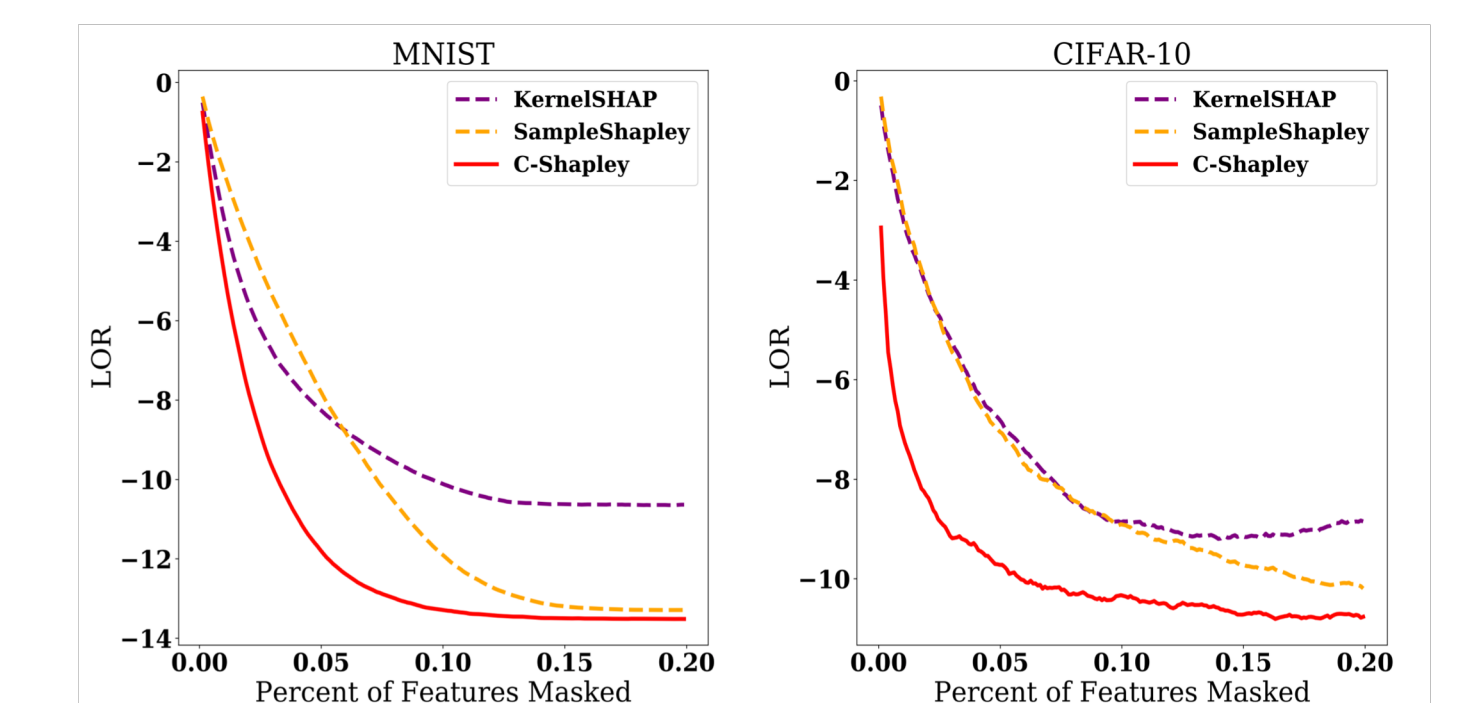 MNIST
0
−2
−4
−6
−8
−10
−12
−14
LOR
KernelSHAP
SampleShapley
C-Shapley
0.00 0.05 0.10 0.15 0.20
Percent of Features Masked
CIFAR-10
0
−2
−4
−6
−8
−10
LOR
KernelSHAP
SampleShapley
C-Shapley
0.00 0.05 0.10 0.15 0.20
Percent of Features Masked